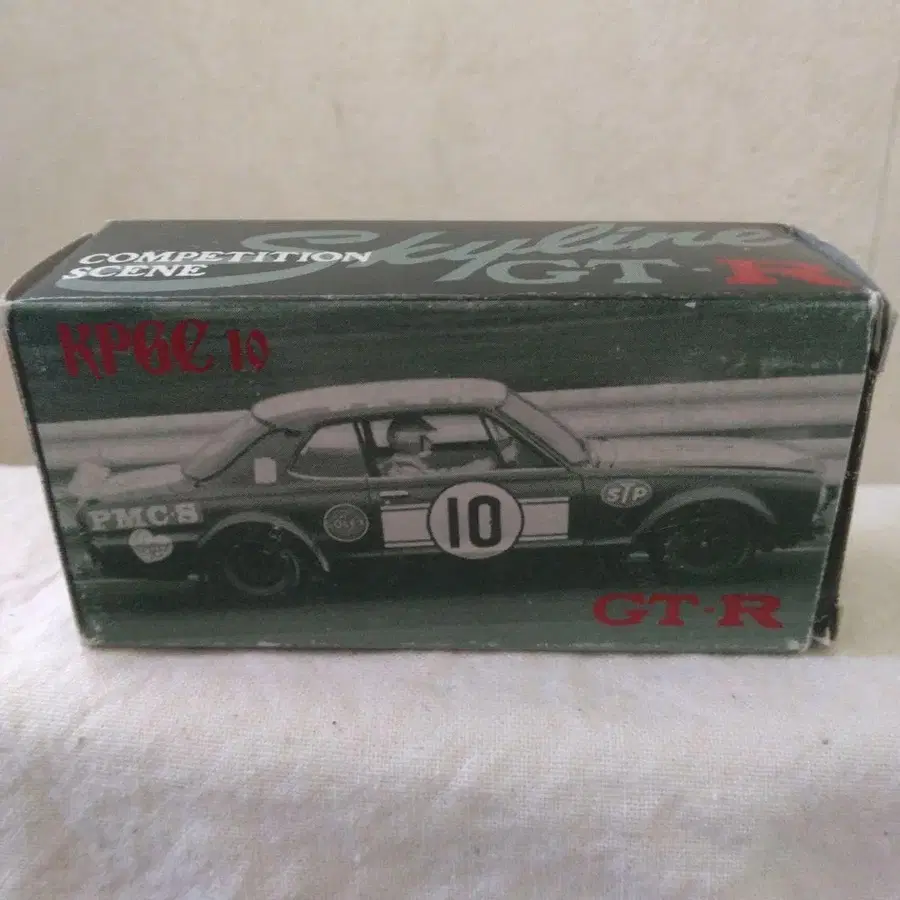 COMPETITION
SCENE
Skyline
GT-R
KPGC 10
PMC·S
10
STP
GT-R